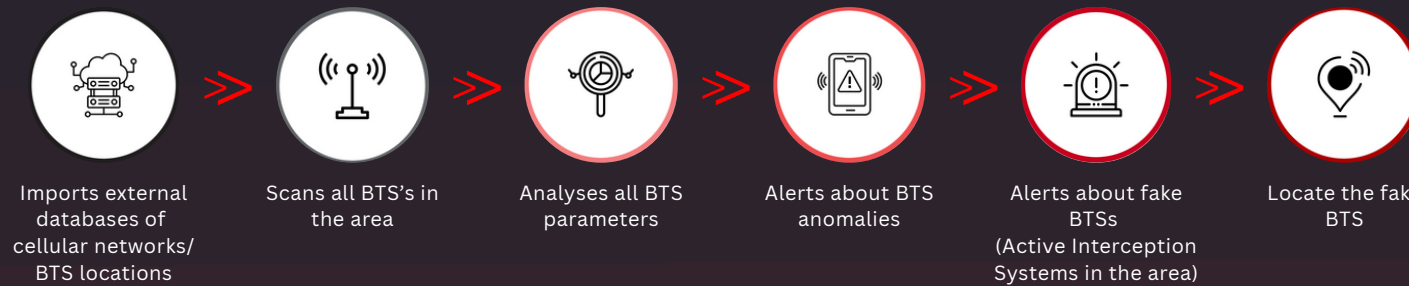 Imports external
databases of
cellular networks/
BTS locations
Scans all BTS's in
the area
Analyses all BTS
parameters
Alerts about BTS
anomalies
Alerts about fake
BTSs
(Active Interception
Systems in the area)
Locate the fak
BTS